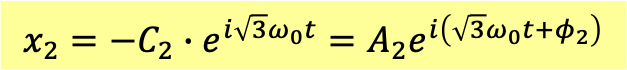 x₂ = −C₂ · e^{i√3ω₀t} = A₂e^{i(√3ω₀t+ϕ₂)}